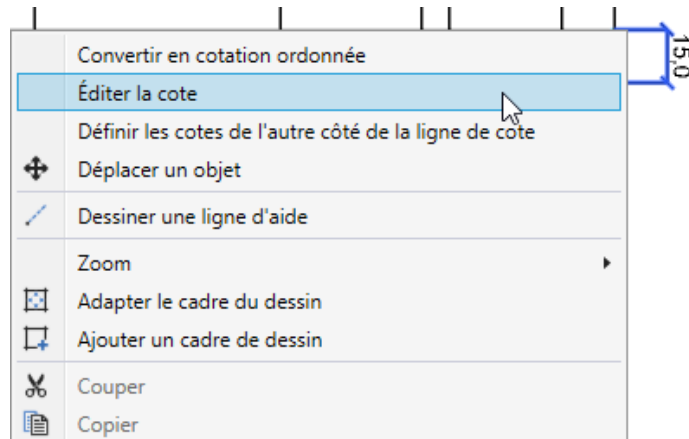 15,0
Convertir en cotation ordonnée
Éditer la cote
Définir les cotes de l'autre côté de la ligne de cote
Déplacer un objet
Dessiner une ligne d'aide
Zoom
Adapter le cadre du dessin
Ajouter un cadre de dessin
Couper
Copier